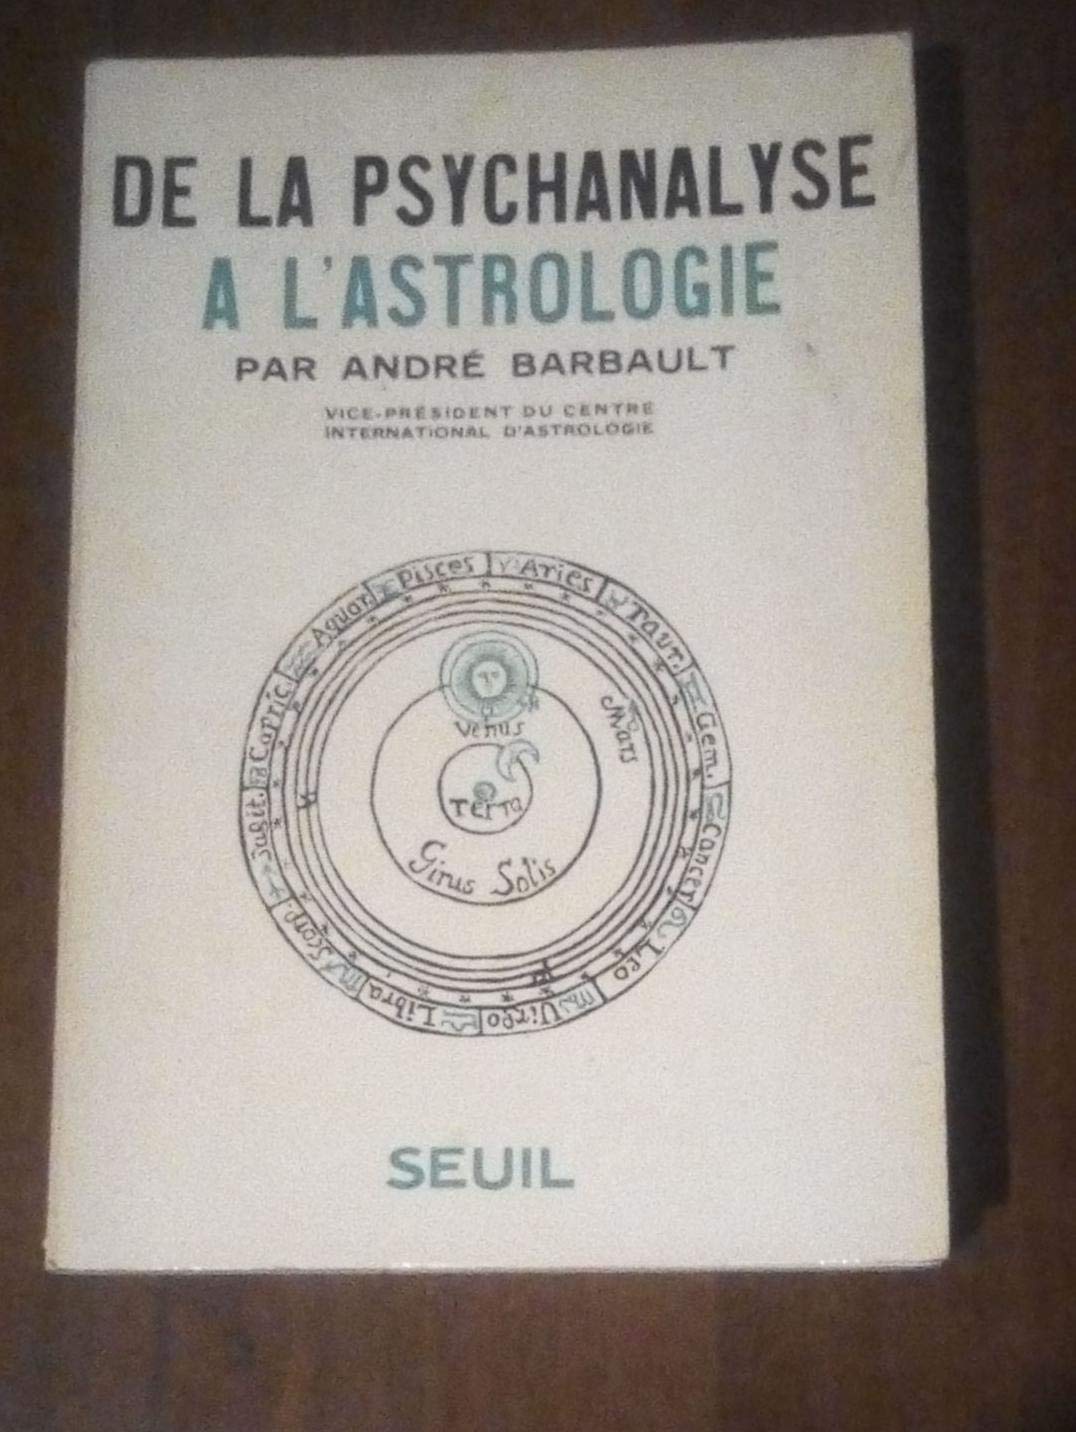 DE LA PSYCHANALYSE
A L'ASTROLOGIE
PAR ANDRÉ BARBAULT
VICE-PRÉSIDENT DU CENTRE
INTERNATIONAL D'ASTROLOGIE
Pisces
Aries
Taur.
Gem.
Cancer
Leo
Virgo
Libra
Scorp.
Sagit.
Capric.
Aquar.
Venus
Mars
Terra
Girus Solis
SEUIL